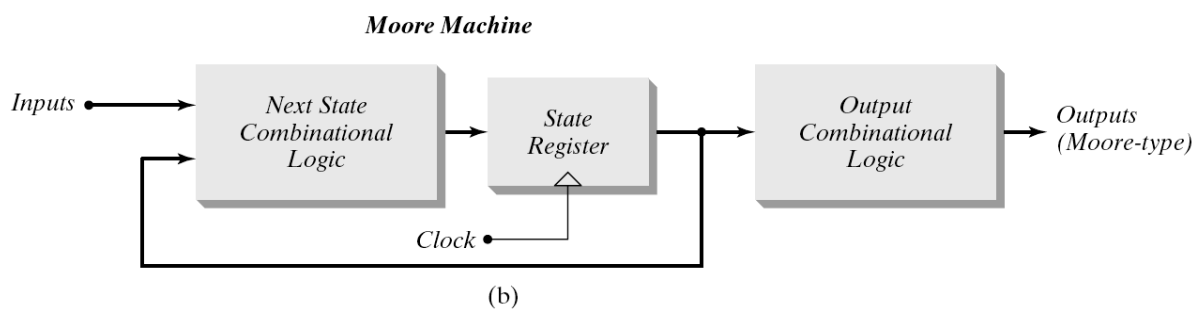 Moore Machine
Inputs
Next State
Combinational
Logic
State
Register
Output
Combinational
Logic
Outputs
(Moore-type)
Clock
(b)